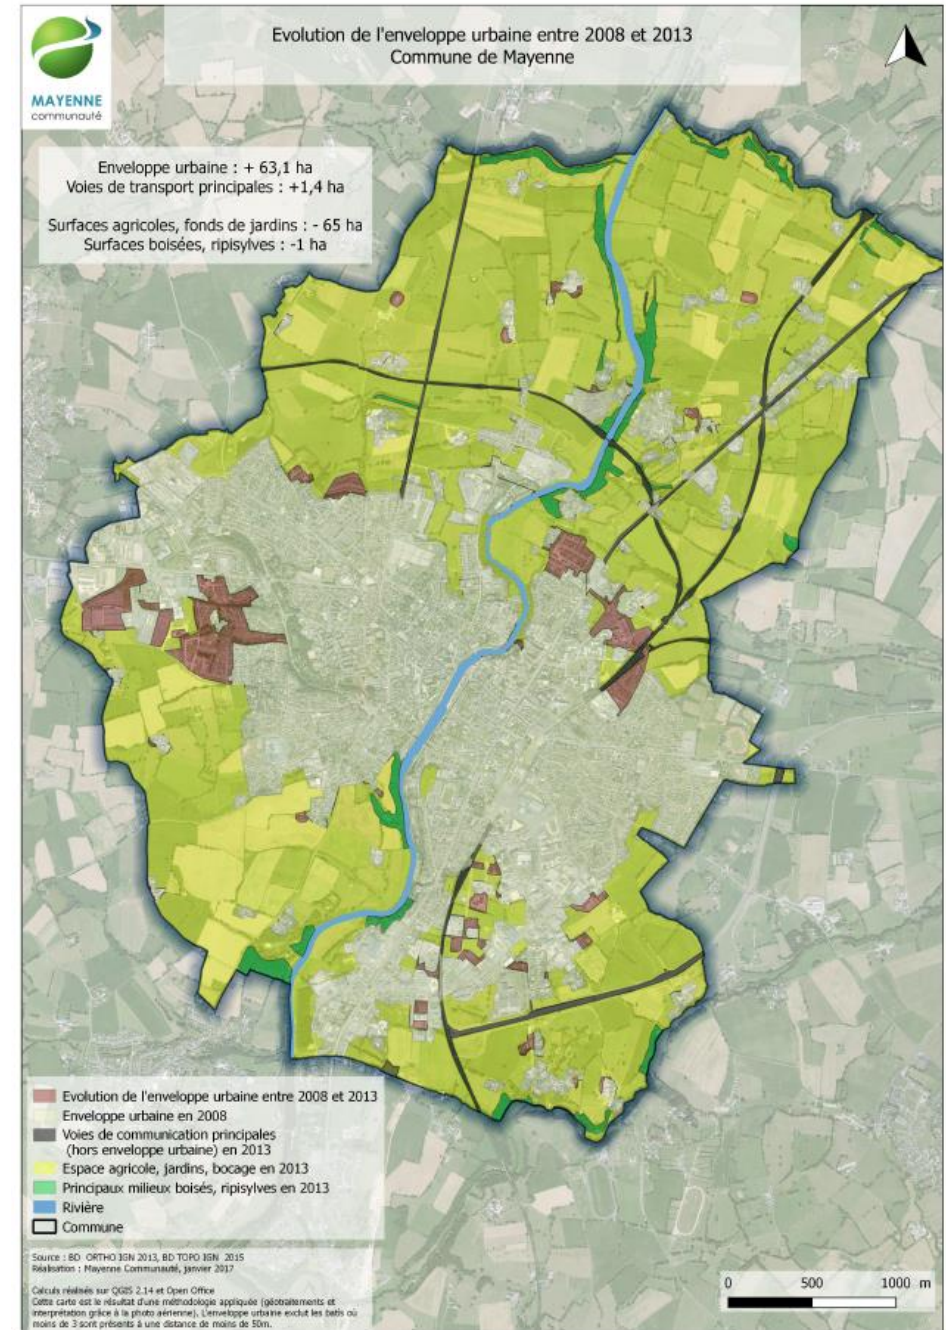 Evolution de l'enveloppe urbaine entre 2008 et 2013
Commune de Mayenne
MAYENNE
communauté
Enveloppe urbaine : + 63,1 ha
Voies de transport principales : +1,4 ha
Surfaces agricoles, fonds de jardins : - 65 ha
Surfaces boisées, ripisylves : -1 ha
Evolution de l'enveloppe urbaine entre 2008 et 2013
Enveloppe urbaine en 2008
Voies de communication principales
(hors enveloppe urbaine) en 2013
Espace agricole, jardins, bocage en 2013
Principaux milieux boisés, ripisylves en 2013
Rivière
Commune
Source : BD ORTHO IGN 2013, BD TOPO IGN 2015
Réalisation : Mayenne Communauté, janvier 2017
Calculs réalisés sur QGIS 2.14 et Open Office
Cette carte est le résultat d'une méthodologie appliquée (géotraitements et
interprétation grâce à la photo aérienne). L'enveloppe urbaine exclut les batis où
moins de 3 sont présents à une distance de moins de 50m.
0 500 1000 m